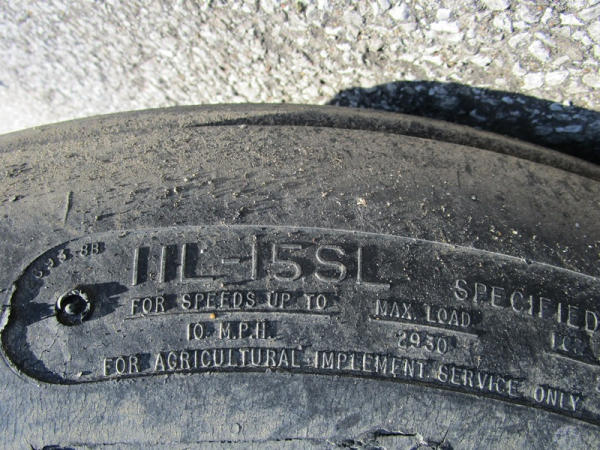 11L-15SL
SPECIFIED
FOR SPEEDS UP TO
MAX. LOAD
10 M.P.H.
2930
FOR AGRICULTURAL IMPLEMENT SERVICE ONLY